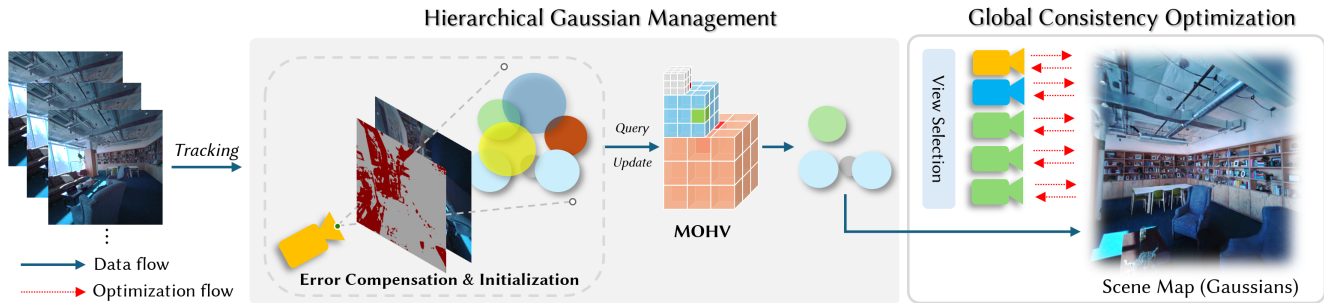 Hierarchical Gaussian Management
Global Consistency Optimization
Tracking
Query
Update
View Selection
MOHV
Data flow
Optimization flow
Error Compensation & Initialization
Scene Map (Gaussians)